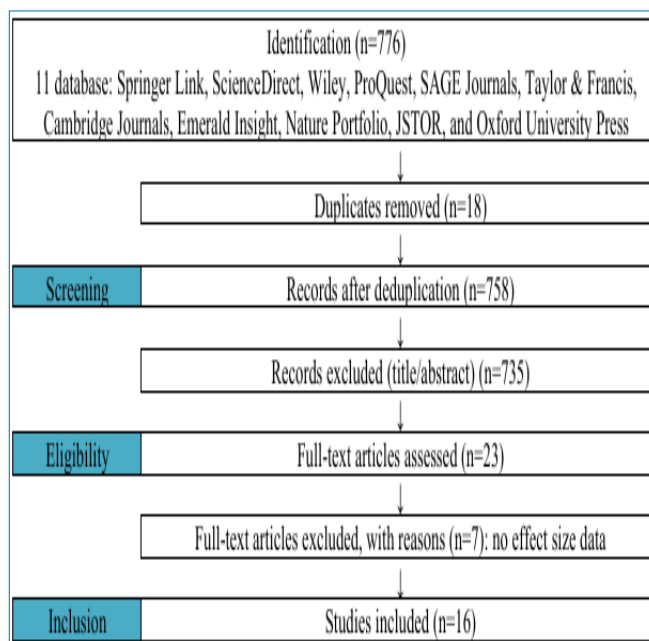 Identification (n=776)
11 database: Springer Link, ScienceDirect, Wiley, ProQuest, SAGE Journals, Taylor & Francis,
Cambridge Journals, Emerald Insight, Nature Portfolio, JSTOR, and Oxford University Press
Duplicates removed (n=18)
Screening
Records after deduplication (n=758)
Records excluded (title/abstract) (n=735)
Eligibility
Full-text articles assessed (n=23)
Full-text articles excluded, with reasons (n=7): no effect size data
Inclusion
Studies included (n=16)